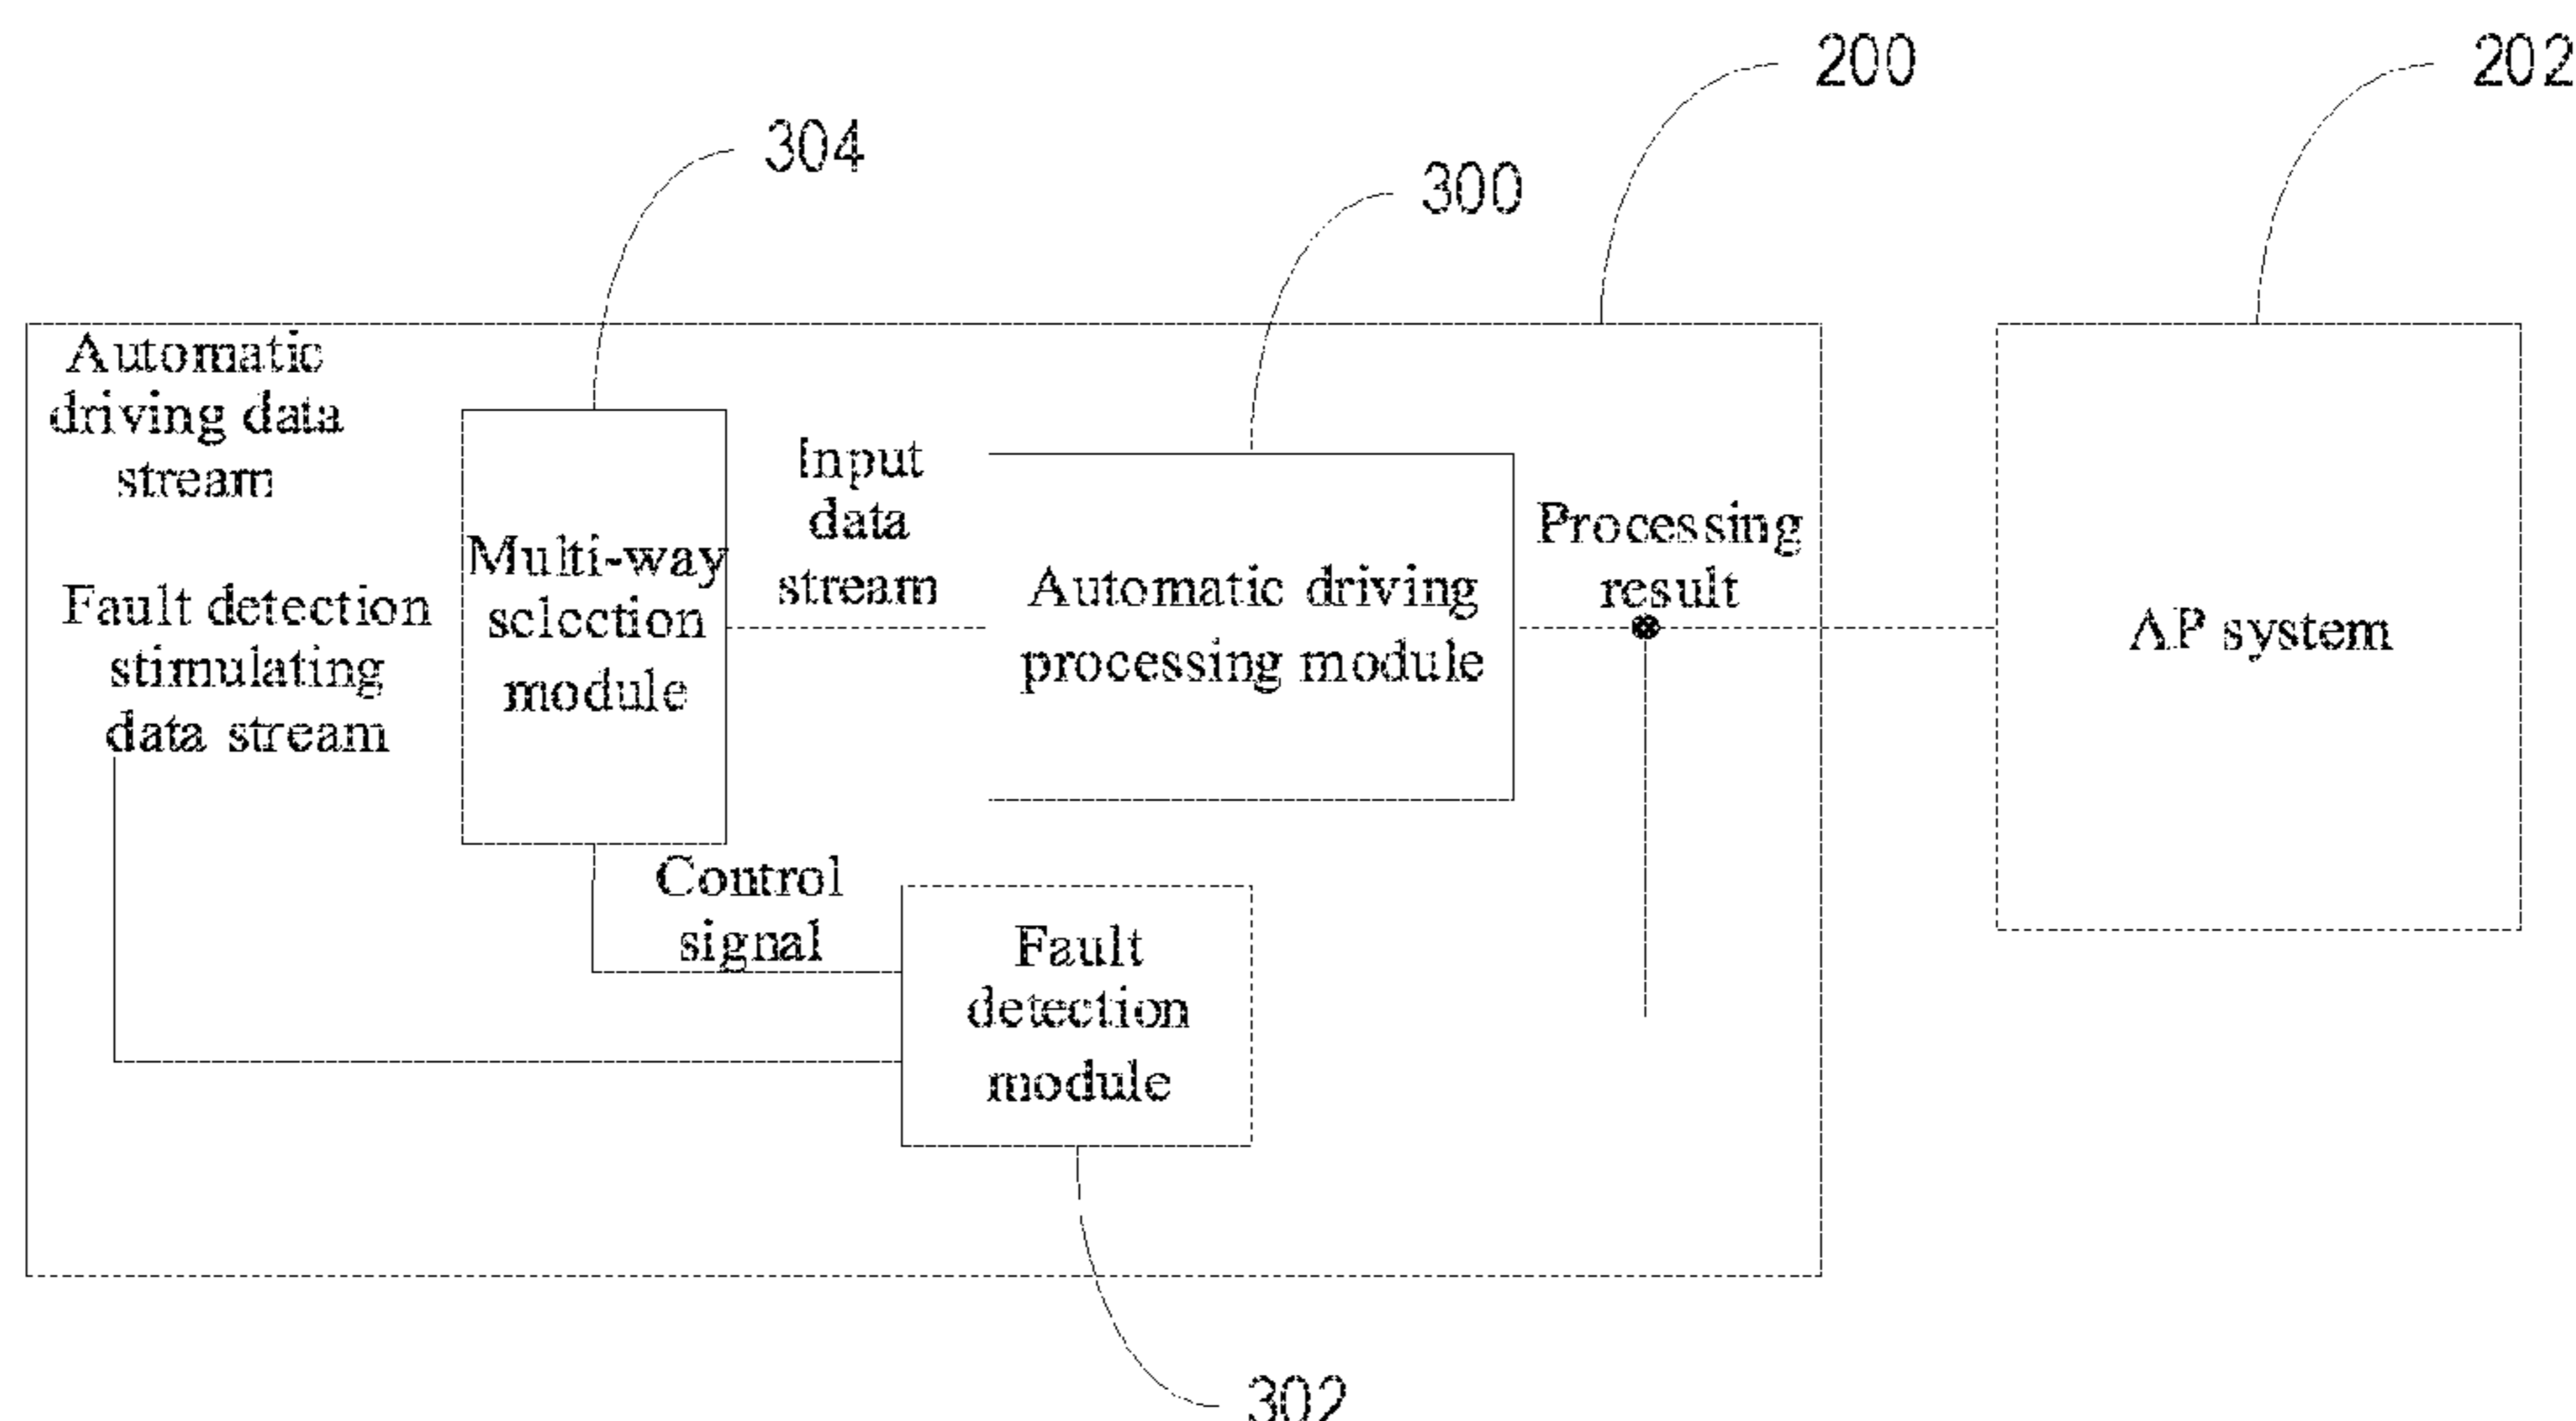 200
202
304
300
Automatic
driving data
stream
Input
data
stream
Multi-way
selection
module
Processing
result
Automatic driving
processing module
Fault detection
stimulating
data stream
AP system
Control
signal
Fault
detection
module
302